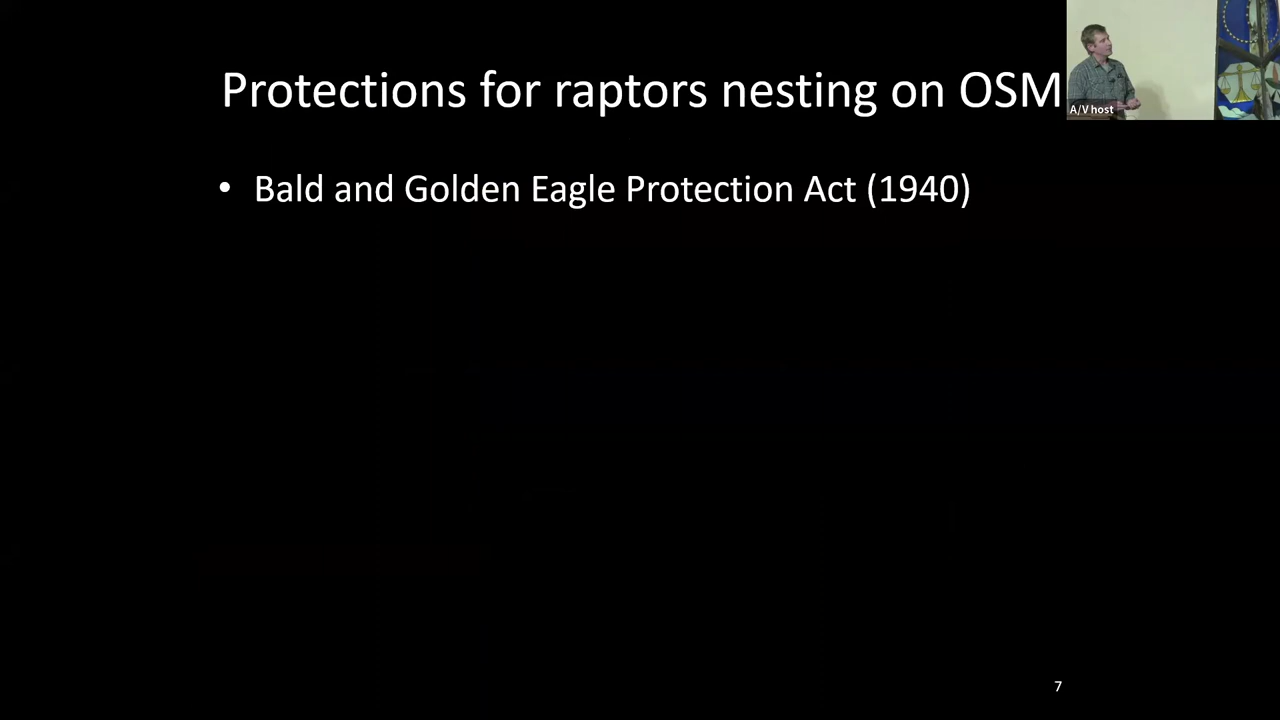 Protections for raptors nesting on OSM
A/V host
• Bald and Golden Eagle Protection Act (1940)
7